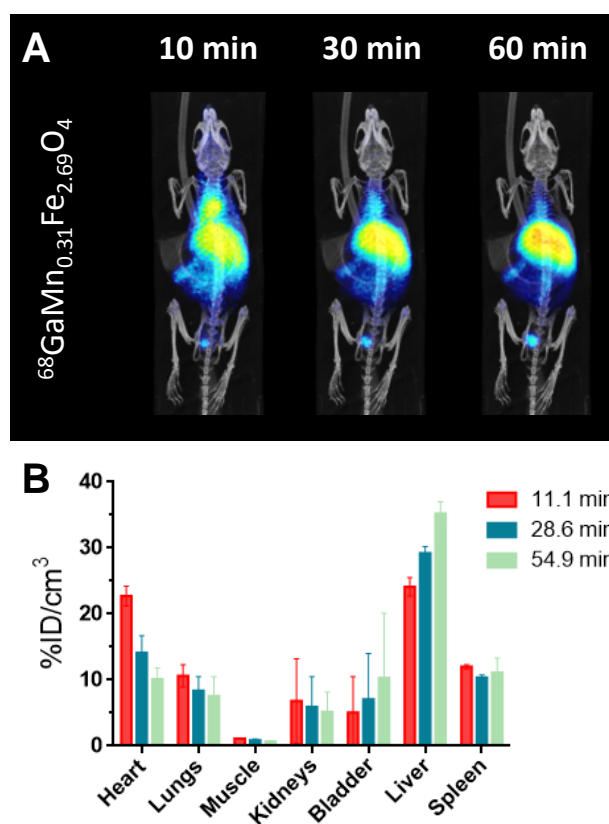 A
10 min
30 min
60 min
⁶⁸GaMn₀.₃₁Fe₂.₆₉O₄
B
%ID/cm³
40
30
20
10
0
11.1 min
28.6 min
54.9 min
Heart
Lungs
Muscle
Kidneys
Bladder
Liver
Spleen